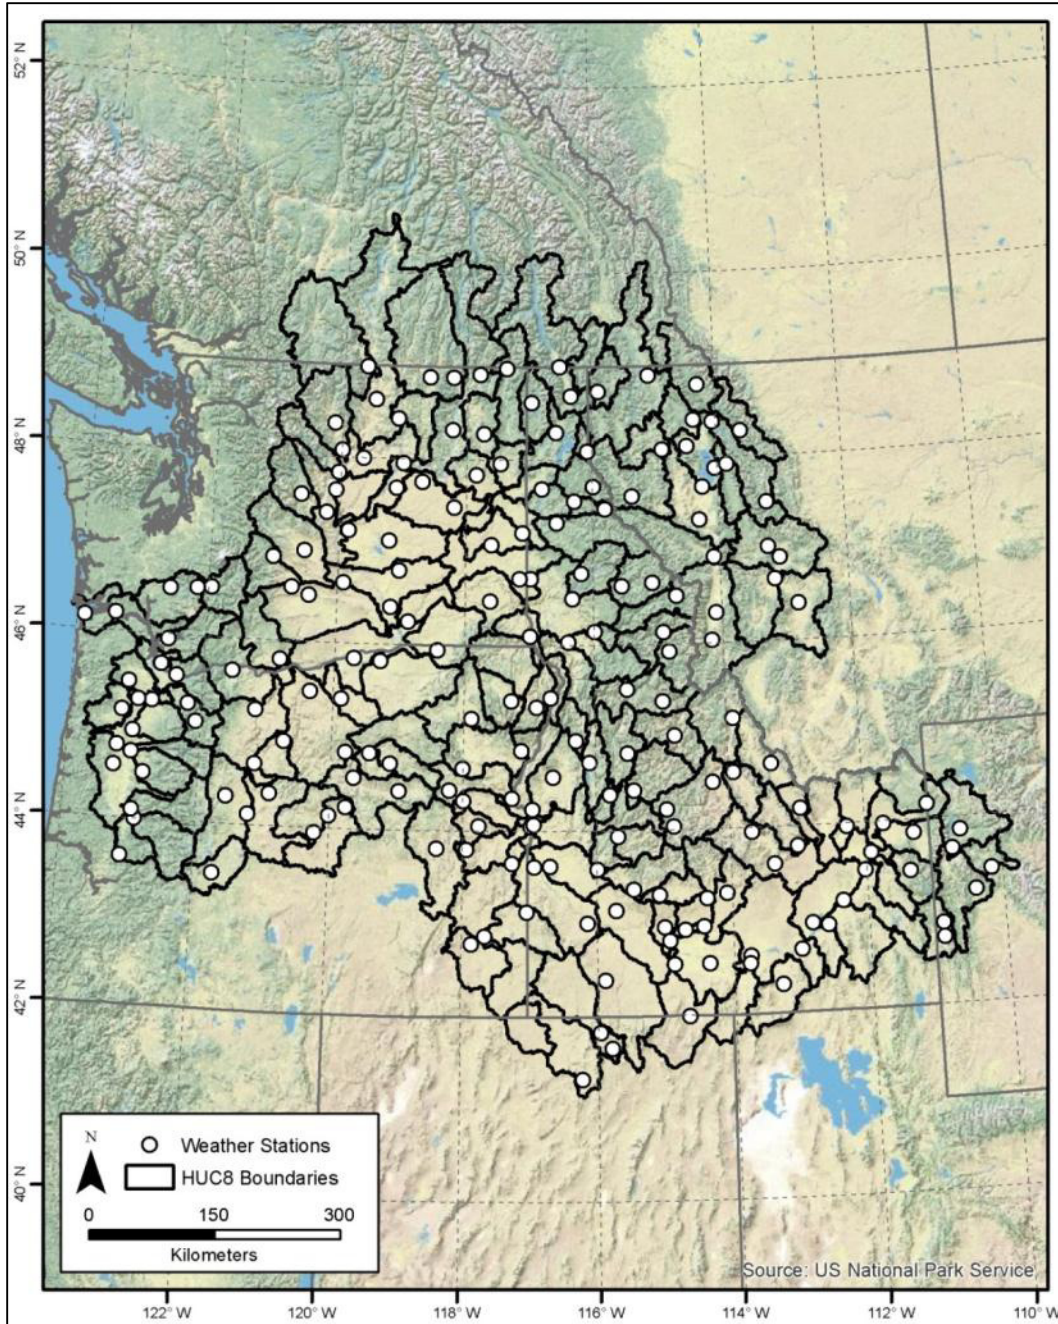 52° N
50° N
48° N
46° N
44° N
42° N
40° N
N
Weather Stations
HUC8 Boundaries
0 150 300
Kilometers
Source: US National Park Service
122° W 120° W 118° W 116° W 114° W 112° W 110° W